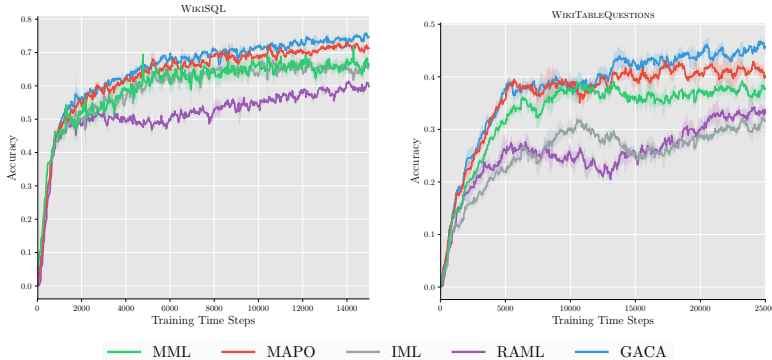 WIKISQL
0.8
0.7
0.6
0.5
0.4
0.3
0.2
0.1
0.0
Accuracy
0 2000 4000 6000 8000 10000 12000 14000
Training Time Steps
WIKITABLEQUESTIONS
0.5
0.4
0.3
0.2
0.1
0.0
Accuracy
0 5000 10000 15000 20000 25000
Training Time Steps
MML MAPO IML RAML GACA